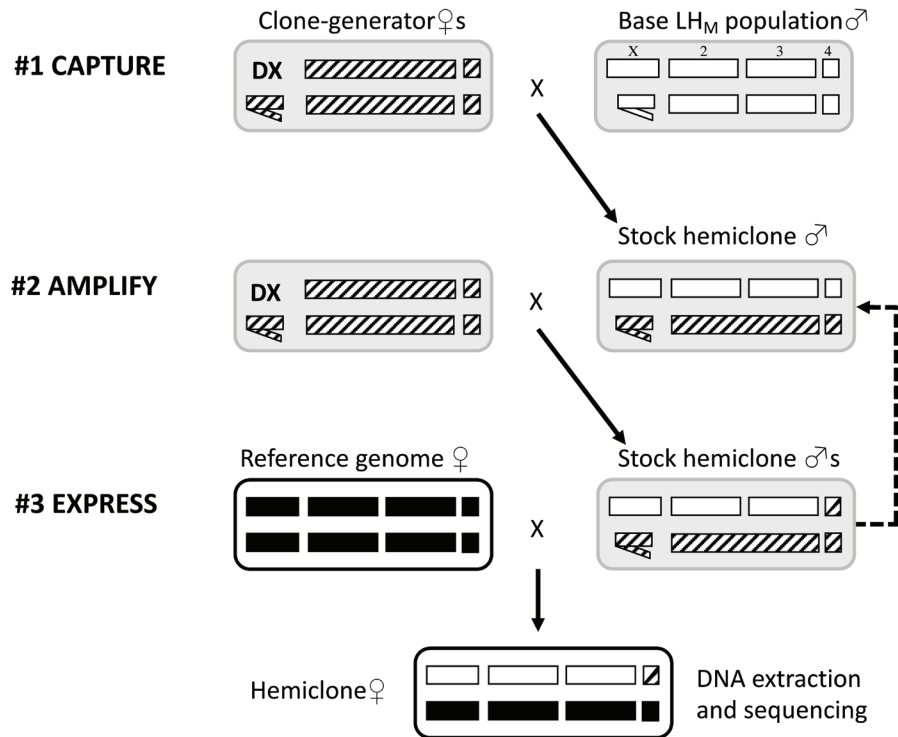 Clone-generator♀s
Base LHM population♂
#1 CAPTURE
X 2 3 4
DX
X
Stock hemiclone ♂
#2 AMPLIFY
DX
X
Reference genome ♀
Stock hemiclone ♂s
#3 EXPRESS
X
Hemiclone♀
DNA extraction
and sequencing